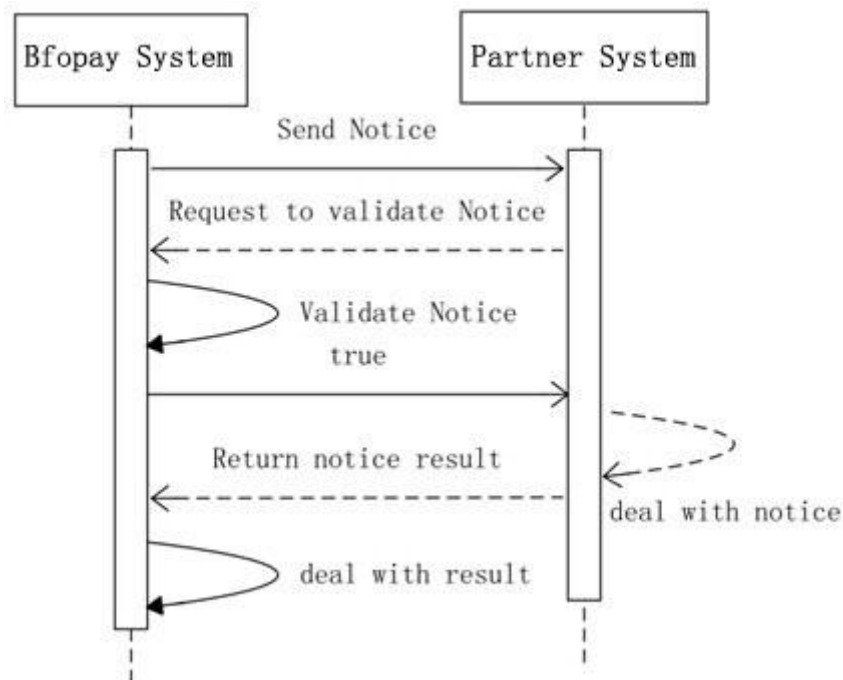 Bfopay System
Partner System
Send Notice
Request to validate Notice
Validate Notice
true
Return notice result
deal with notice
deal with result